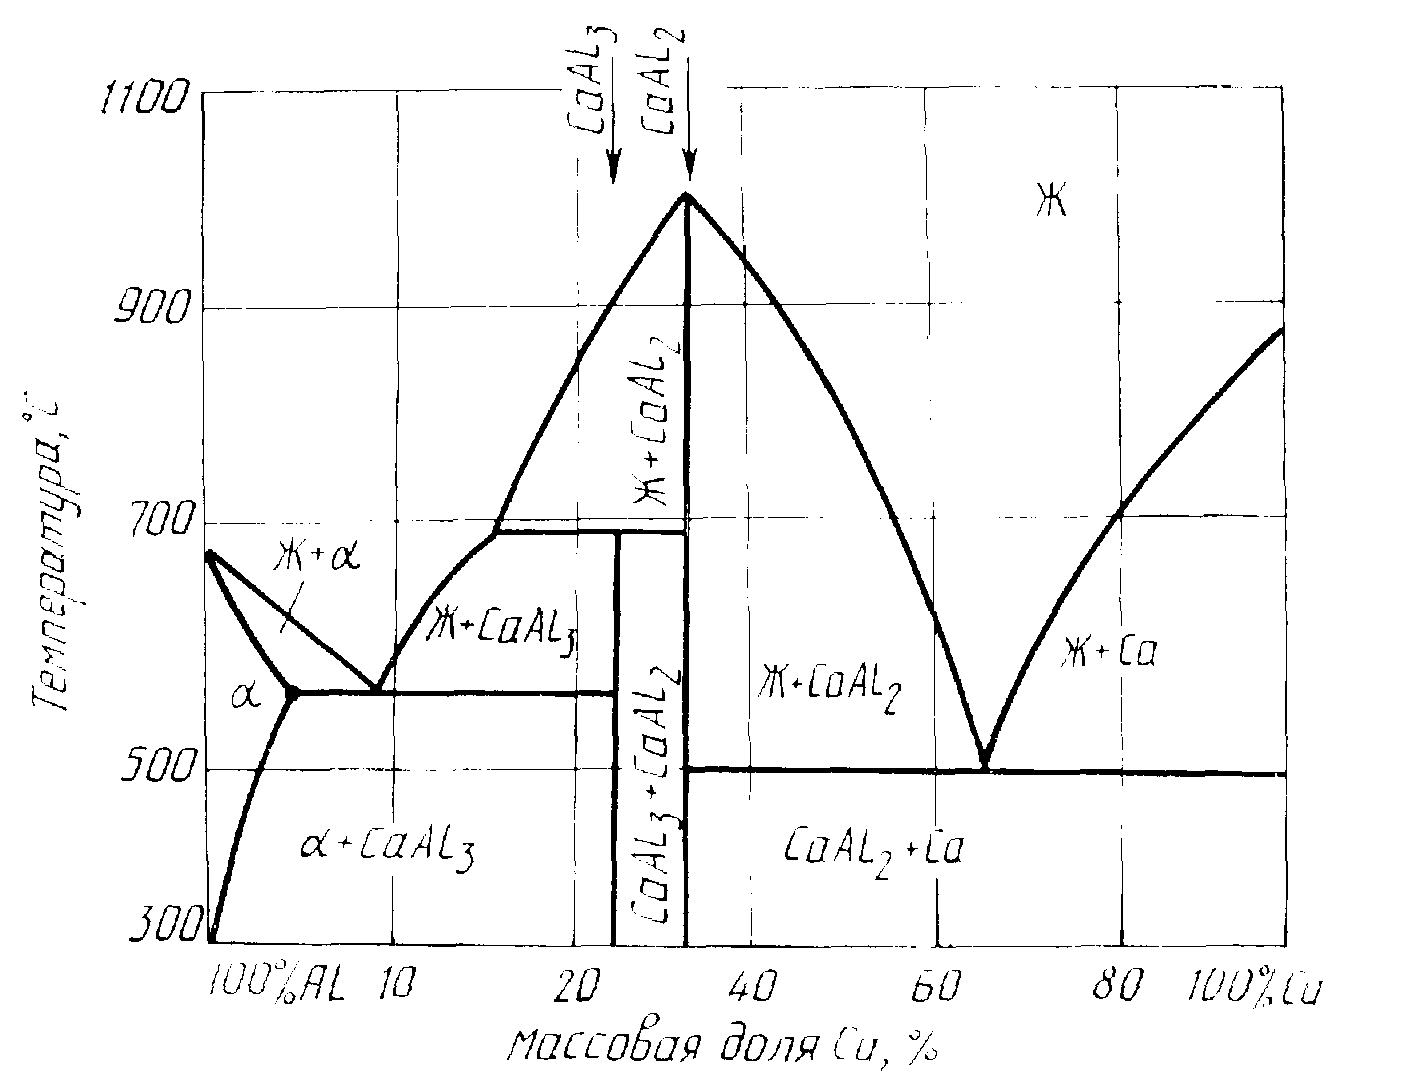 CaAL3
CaAL2
1100
Ж
900
Ж+CaAL2
Температура,°C
700
Ж+α
Ж+CaAL3
Ж+CaAL2
Ж+Ca
α
CaAL3+CaAL2
500
α+CaAL3
CaAL2+Ca
300
100%AL 10 20 40 60 80 100%Cu
массовая доля Cu, %